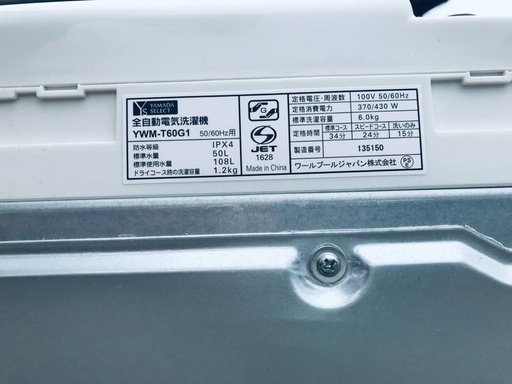 YS YAMADA SELECT
全自動電気洗濯機
YWM-T60G1 50/60Hz用
防水等級 IPX4
標準水量 50L
標準使用水量 108L
ドライコース時の洗濯容量 1.2kg
JET
1628
Made in China
定格電圧・周波数 100V 50/60Hz
定格消費電力 370/430 W
標準洗濯容量 6.0kg
標準コース スピードコース 洗いのみ
定格時間 34分 24分 15分
製造番号 135150
ワールプールジャパン株式会社 PSE